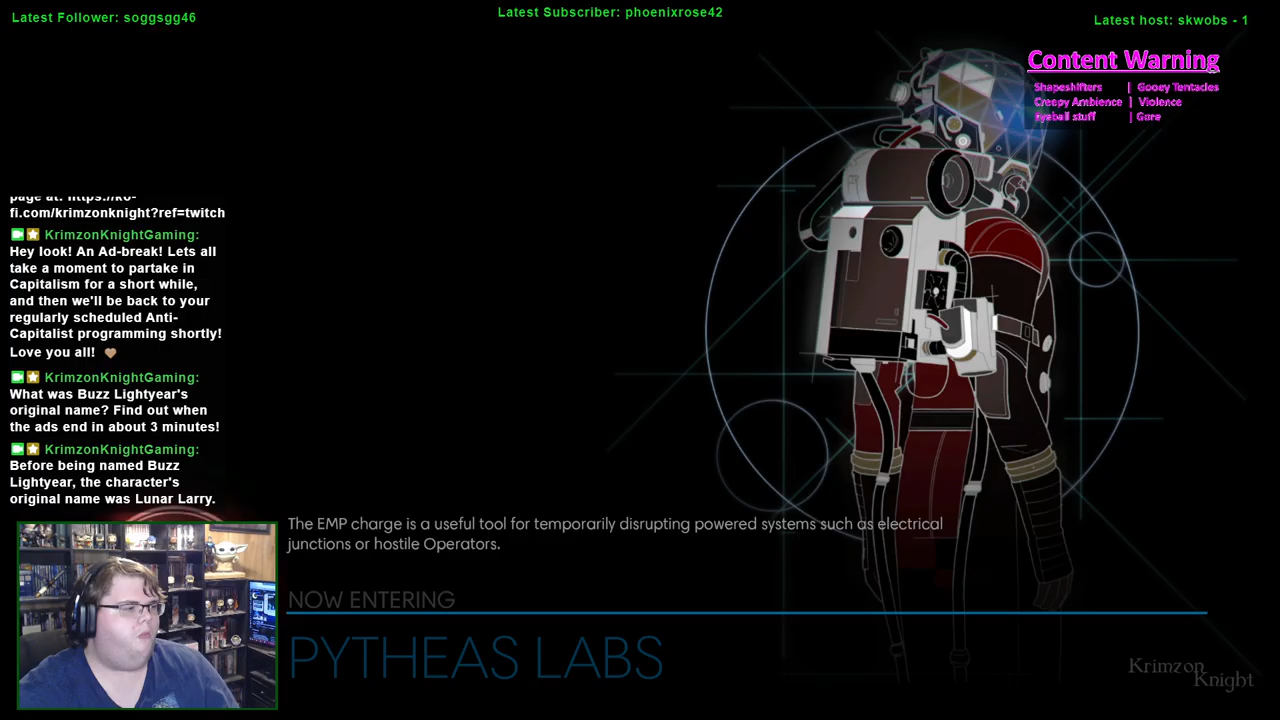 Latest Follower: soggsgg46
Latest Subscriber: phoenixrose42
Latest host: skwobs - 1
Content Warning
Shapeshifters | Gooey Tentacles
Creepy Ambience | Violence
Eyeball stuff | Gore
page at: https://ko-
fi.com/krimzonknight?ref=twitch
KrimzonKnightGaming:
Hey look! An Ad-break! Lets all
take a moment to partake in
Capitalism for a short while,
and then we'll be back to your
regularly scheduled Anti-
Capitalist programming shortly!
Love you all!
KrimzonKnightGaming:
What was Buzz Lightyear's
original name? Find out when
the ads end in about 3 minutes!
KrimzonKnightGaming:
Before being named Buzz
Lightyear, the character's
original name was Lunar Larry.
The EMP charge is a useful tool for temporarily disrupting powered systems such as electrical
junctions or hostile Operators.
NOW ENTERING
PYTHEAS LABS
Krimzon
Knight